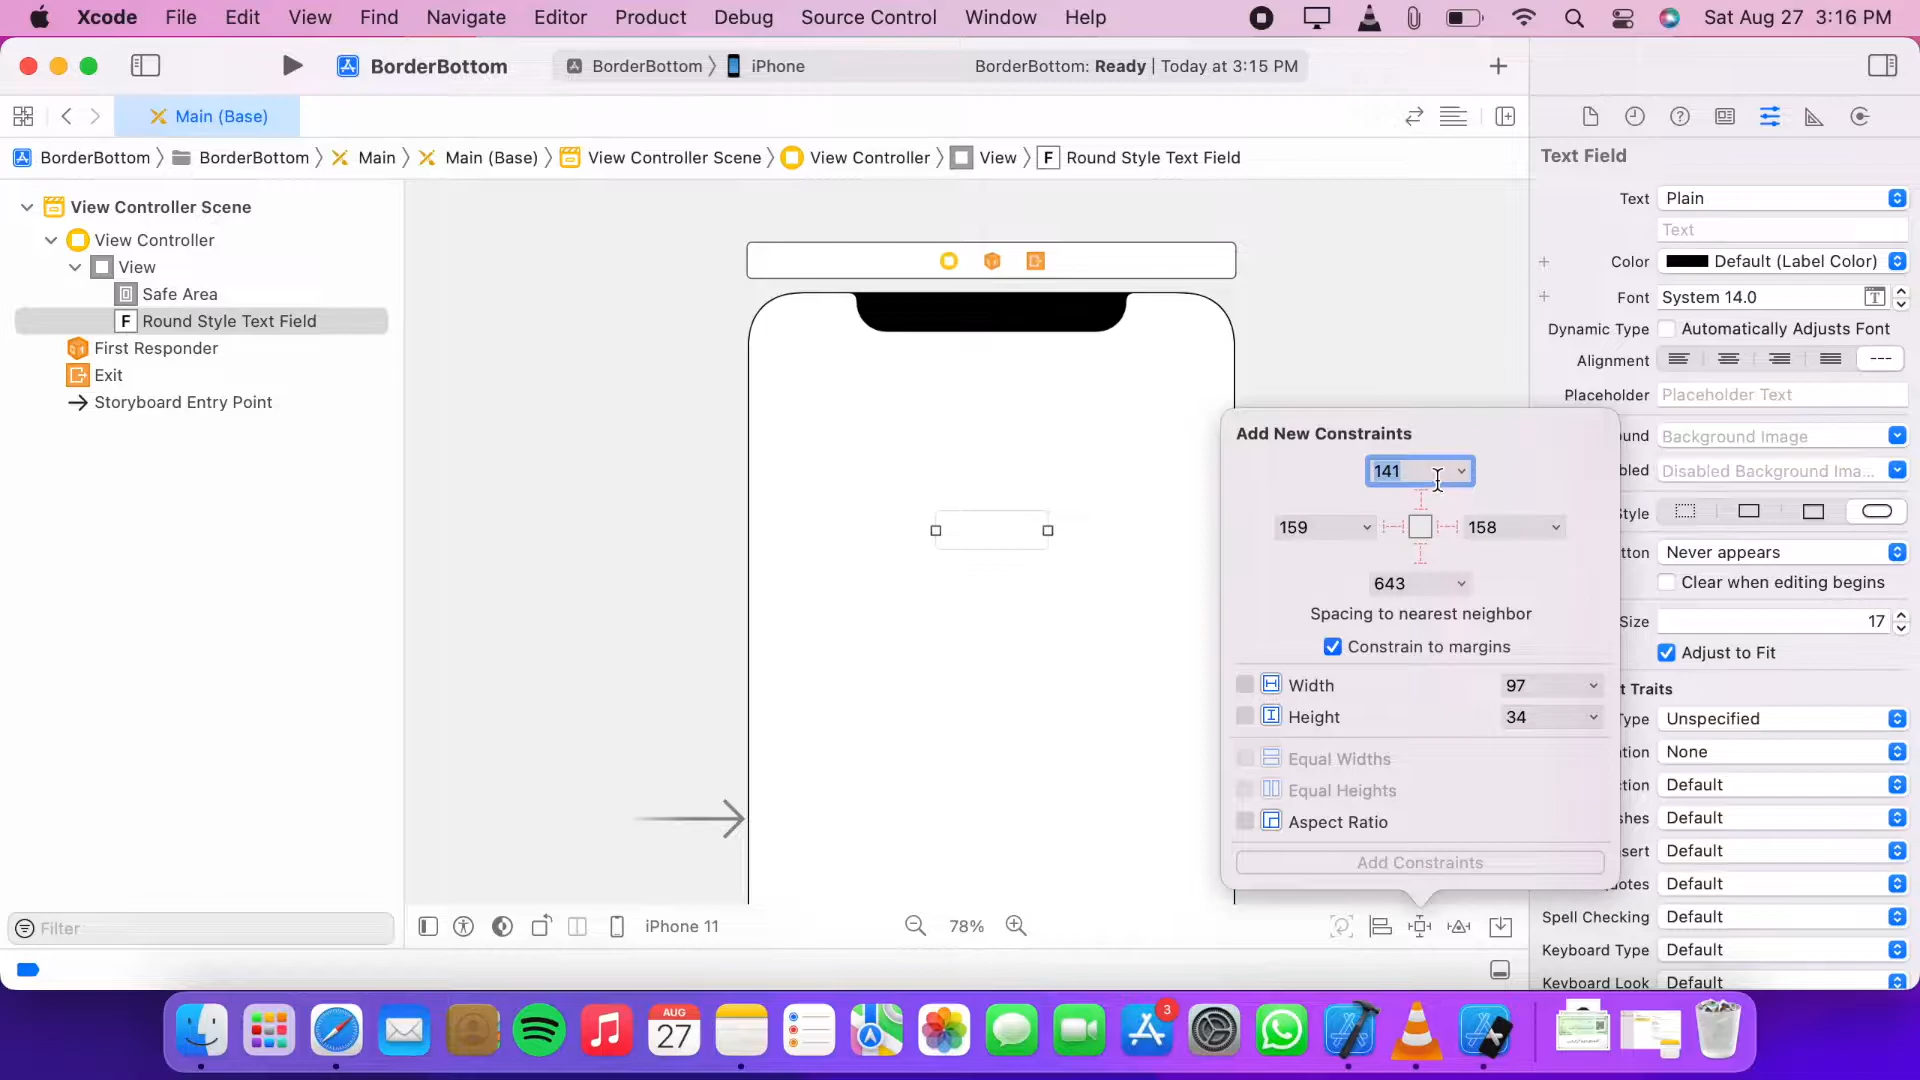 Xcode File Edit View Find Navigate Editor Product Debug Source Control Window Help Sat Aug 27 3:16 PM
BorderBottom BorderBottom iPhone BorderBottom: Ready | Today at 3:15 PM
Main (Base)
BorderBottom BorderBottom Main Main (Base) View Controller Scene View Controller View F Round Style Text Field
View Controller Scene
View Controller
View
Safe Area
F Round Style Text Field
First Responder
Exit
Storyboard Entry Point
Filter
Add New Constraints
141
159 158
643
Spacing to nearest neighbor
Constrain to margins
Width 97
Height 34
Equal Widths
Equal Heights
Aspect Ratio
Add Constraints
iPhone 11 78%
Text Field
Text Plain
Text
Color Default (Label Color)
Font System 14.0 T
Dynamic Type Automatically Adjusts Font
Alignment
Placeholder Placeholder Text
und Background Image
bled Disabled Background Ima...
Style
tton Never appears
Clear when editing begins
Size 17
Adjust to Fit
t Traits
Type Unspecified
tion None
ction Default
shes Default
sert Default
uotes Default
Spell Checking Default
Keyboard Type Default
Keyboard Look Default
AUG
27
3